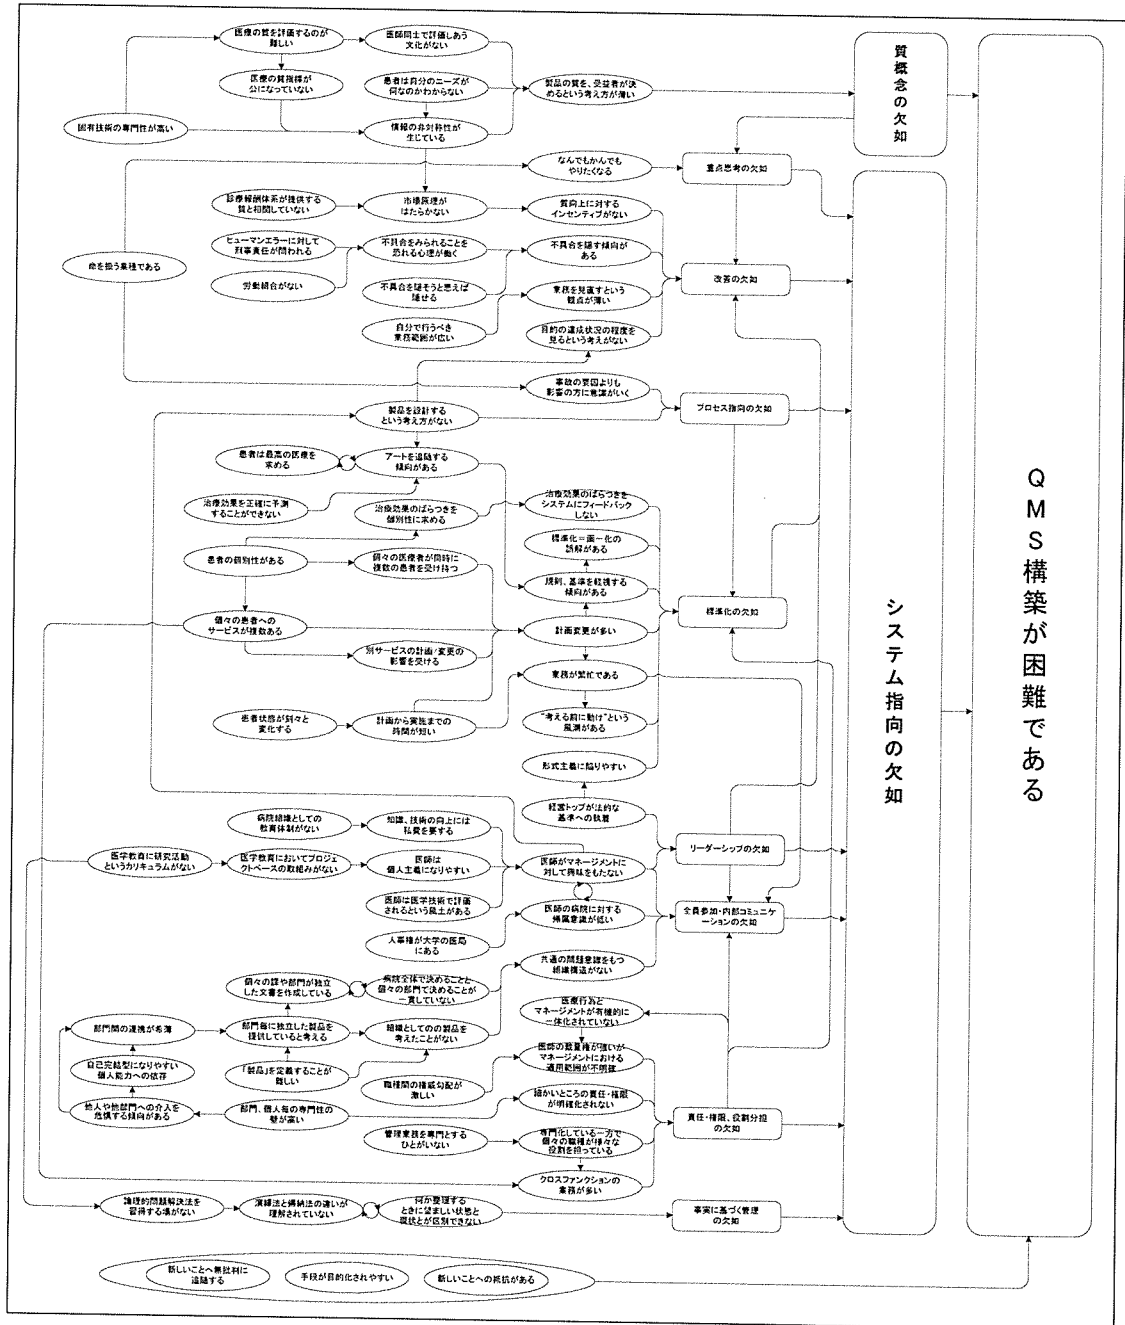 医療の質を評価するのが
難しい
医師同士で評価しあう
文化がない
医療の質指標が
公になっていない
患者は自分のニーズが
何なのかわからない
製品の質を、受益者が決
めるという考え方が薄い
固有技術の専門性が高い
情報の非対称性が
生じている
質概念の欠如
なんでもかんでも
やりたくなる
重点思考の欠如
診療報酬体系が提供する
質と相関していない
市場原理が
はたらかない
質向上に対する
インセンティブがない
ヒューマンエラーに対して
刑事責任が問われる
不具合をみられることを
恐れる心理が働く
不具合を隠す傾向が
ある
命を扱う業種である
労働組合がない
不具合を隠そうと思えば
隠せる
業務を見直すという
観点が薄い
改善の欠如
自分で行うべき
業務範囲が広い
目的の達成状況の程度を
見るという考えがない
事故の要因よりも
影響の方に意識がいく
製品を設計する
という考え方がない
プロセス指向の欠如
患者は最高の医療を
求める
アートを追随する
傾向がある
治療効果を正確に予測
することができない
治療効果のばらつきを
個別性に求める
治療効果のばらつきを
システムにフィードバック
しない
標準化＝画一化の
誤解がある
患者の個別性がある
個々の医療者が同時に
複数の患者を受け持つ
規則、基準を軽視する
傾向がある
標準化の欠如
個々の患者への
サービスが複数ある
計画変更が多い
別サービスの計画/変更の
影響を受ける
業務が繁忙である
患者状態が刻々と
変化する
計画から実施までの
時間が短い
“考える前に動け”という
風潮がある
形式主義に陥りやすい
経営トップが法的な
基準への執着
病院組織としての
教育体制がない
知識、技術の向上には
私費を要する
リーダーシップの欠如
医学教育に研究活動
というカリキュラムがない
医学教育においてプロジェ
クトベースの取組みがない
医師は
個人主義になりやすい
医師がマネージメントに
対して興味をもたない
医師は医学技術で評価
されるという風土がある
医師の病院に対する
帰属意識が低い
全員参加・内部コミュニケ
ーションの欠如
人事権が大学の医局
にある
共通の問題意識をもつ
組織構造がない
個々の課や部門が独立
した文書を作成している
病院全体で決めることと
個々の部門で決めることが
一貫していない
医療行為と
マネージメントが有機的に
一体化されていない
部門間の連携が希薄
部門毎に独立した製品を
提供していると考える
組織としてのの製品を
考えたことがない
医師の裁量権が強いが
マネージメントにおける
適用範囲が不明確
自己完結型になりやすい
個人能力への依存
「製品」を定義することが
難しい
職種間の権威勾配が
激しい
他人や他部門への介入を
危惧する傾向がある
部門、個人毎の専門性の
壁が高い
細かいところの責任・権限
が明確化されない
責任・権限、役割分担
の欠如
管理業務を専門とする
ひとがいない
専門化している一方で
個々の職種が様々な
役割を担っている
クロスファンクションの
業務が多い
論理的問題解決法を
習得する場がない
演繹法と帰納法の違いが
理解されていない
何か整理する
ときに望ましい状態と
現状とが区別できない
事実に基づく管理
の欠如
新しいことへ無批判に
追随する
手段が目的化されやすい
新しいことへの抵抗がある
システム指向の欠如
QMS構築が困難である